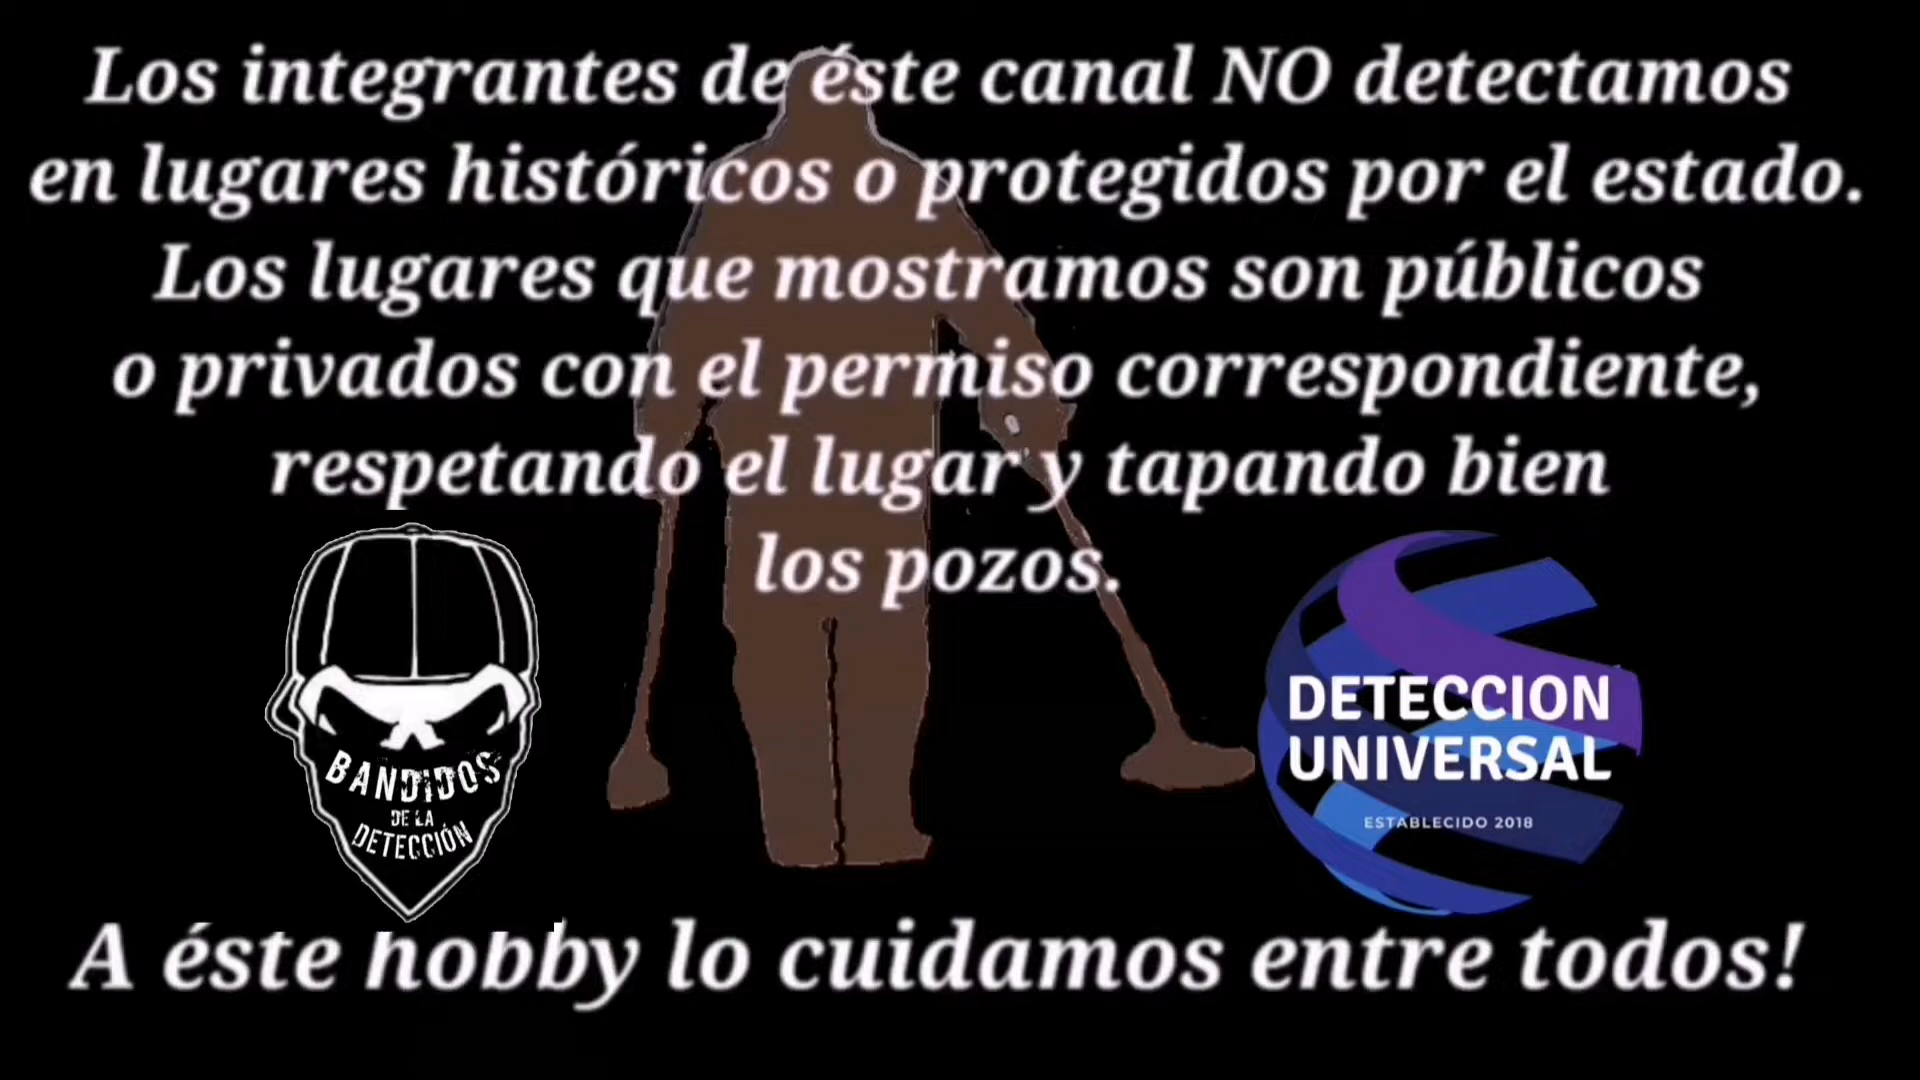 Los integrantes de éste canal NO detectamos
en lugares históricos o protegidos por el estado.
Los lugares que mostramos son públicos
o privados con el permiso correspondiente,
respetando el lugar y tapando bien
los pozos.
BANDIDOS
DE LA
DETECCIÓN
DETECCION
UNIVERSAL
ESTABLECIDO 2018
A éste hobby lo cuidamos entre todos!